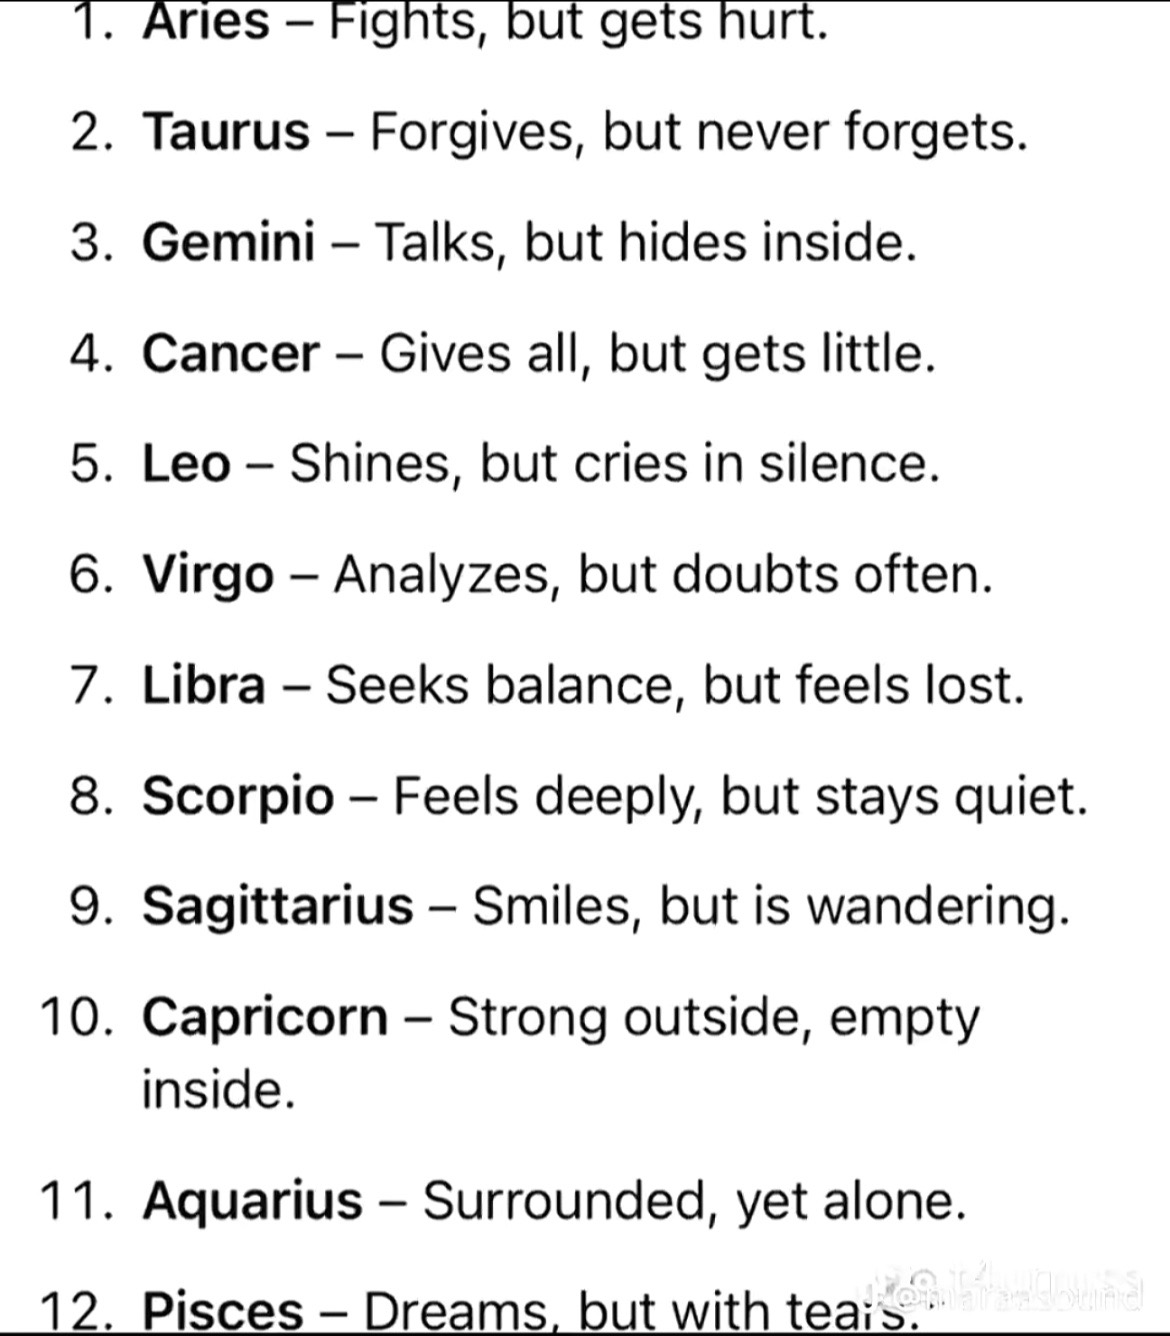 1. Aries – Fights, but gets hurt.
2. Taurus – Forgives, but never forgets.
3. Gemini – Talks, but hides inside.
4. Cancer – Gives all, but gets little.
5. Leo – Shines, but cries in silence.
6. Virgo – Analyzes, but doubts often.
7. Libra – Seeks balance, but feels lost.
8. Scorpio – Feels deeply, but stays quiet.
9. Sagittarius – Smiles, but is wandering.
10. Capricorn – Strong outside, empty
inside.
11. Aquarius – Surrounded, yet alone.
12. Pisces – Dreams, but with tears.